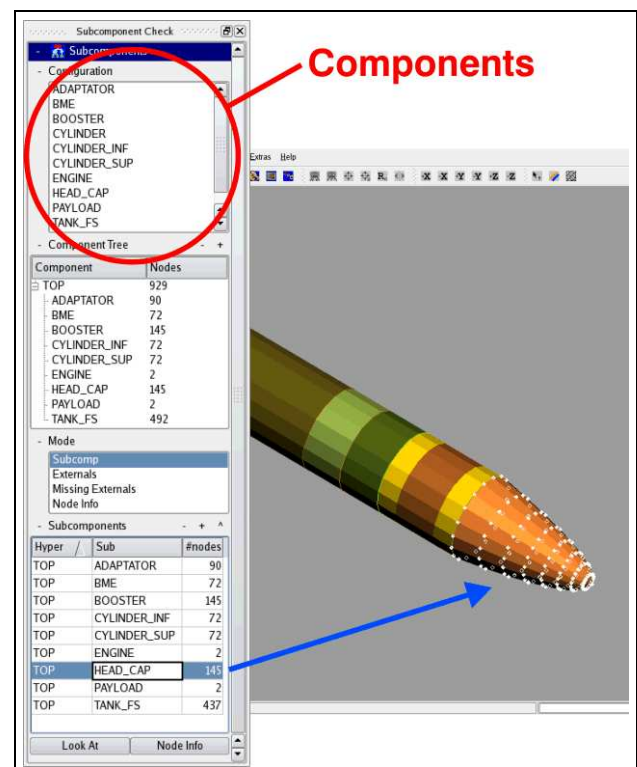 Subcomponent Check
- Subcomponents
Components
- Configuration
ADAPTATOR
BME
BOOSTER
CYLINDER
CYLINDER_INF
CYLINDER_SUP
ENGINE
HEAD_CAP
PAYLOAD
TANK_FS
Extras Help
- Component Tree - +
Component Nodes
TOP 929
ADAPTATOR 90
BME 72
BOOSTER 145
CYLINDER_INF 72
CYLINDER_SUP 72
ENGINE 2
HEAD_CAP 145
PAYLOAD 2
TANK_FS 492
- Mode
Subcomp
Externals
Missing Externals
Node Info
- Subcomponents - + ^
Hyper / Sub #nodes
TOP ADAPTATOR 90
TOP BME 72
TOP BOOSTER 145
TOP CYLINDER_INF 72
TOP CYLINDER_SUP 72
TOP ENGINE 2
TOP HEAD_CAP 145
TOP PAYLOAD 2
TOP TANK_FS 437
Look At Node Info